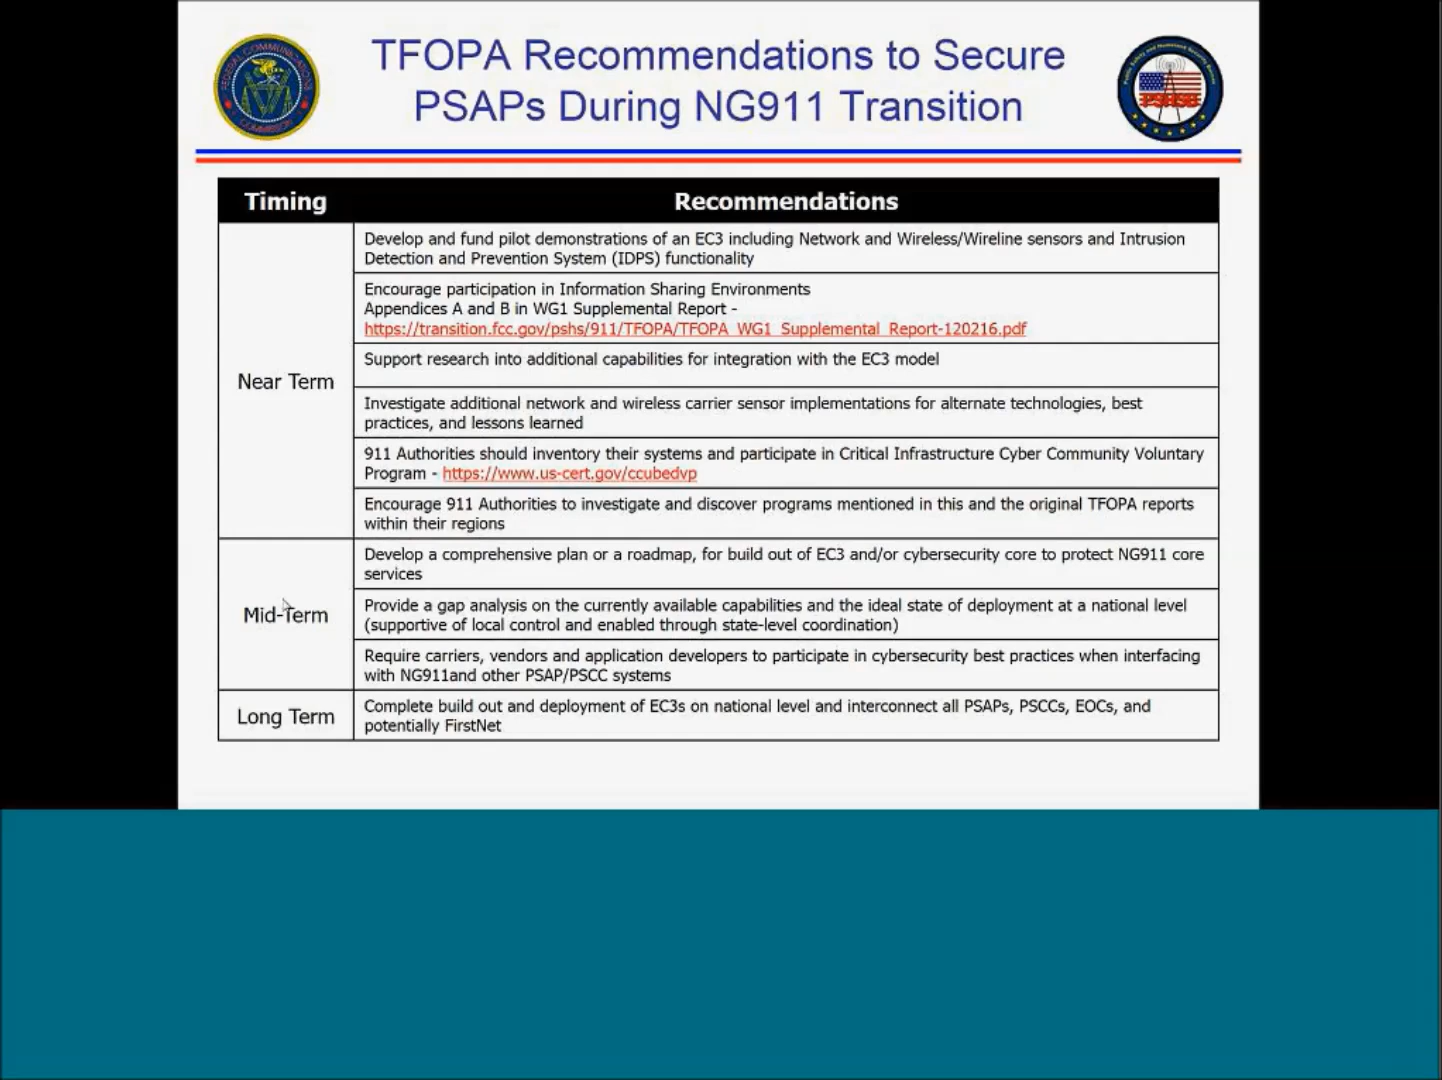 TFOPA Recommendations to Secure
PSAPs During NG911 Transition
FEDERAL COMMUNICATIONS
COMMISSION
PSHSB
Timing
Recommendations
Near Term
Develop and fund pilot demonstrations of an EC3 including Network and Wireless/Wireline sensors and Intrusion
Detection and Prevention System (IDPS) functionality
Encourage participation in Information Sharing Environments
Appendices A and B in WG1 Supplemental Report -
https://transition.fcc.gov/pshs/911/TFOPA/TFOPA_WG1_Supplemental_Report-120216.pdf
Support research into additional capabilities for integration with the EC3 model
Investigate additional network and wireless carrier sensor implementations for alternate technologies, best
practices, and lessons learned
911 Authorities should inventory their systems and participate in Critical Infrastructure Cyber Community Voluntary
Program - https://www.us-cert.gov/ccubedvp
Encourage 911 Authorities to investigate and discover programs mentioned in this and the original TFOPA reports
within their regions
Mid-Term
Develop a comprehensive plan or a roadmap, for build out of EC3 and/or cybersecurity core to protect NG911 core
services
Provide a gap analysis on the currently available capabilities and the ideal state of deployment at a national level
(supportive of local control and enabled through state-level coordination)
Require carriers, vendors and application developers to participate in cybersecurity best practices when interfacing
with NG911and other PSAP/PSCC systems
Long Term
Complete build out and deployment of EC3s on national level and interconnect all PSAPs, PSCCs, EOCs, and
potentially FirstNet